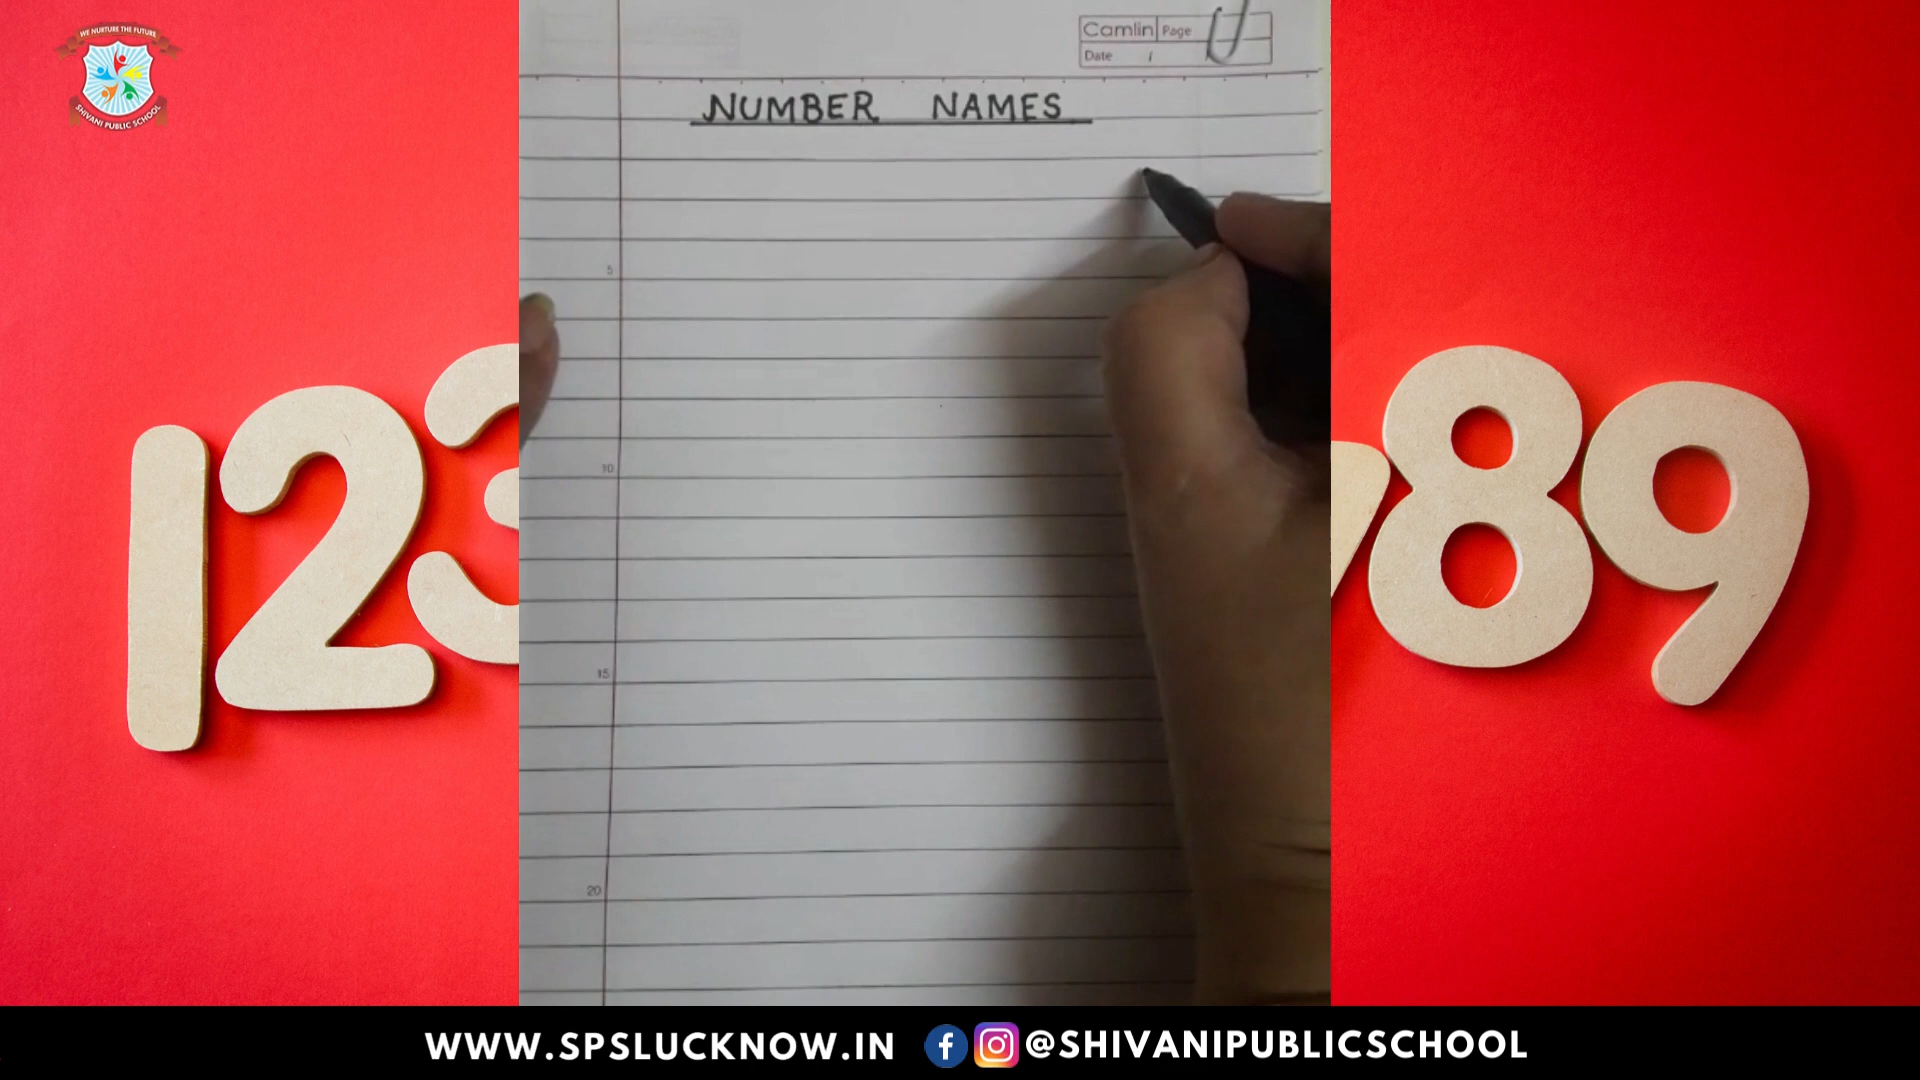 WE NURTURE THE FUTURE
SHIVANI PUBLIC SCHOOL
Camlin Page
Date / /
NUMBER NAMES
5
10
15
20
123
89
WWW.SPSLUCKNOW.IN @SHIVANIPUBLICSCHOOL